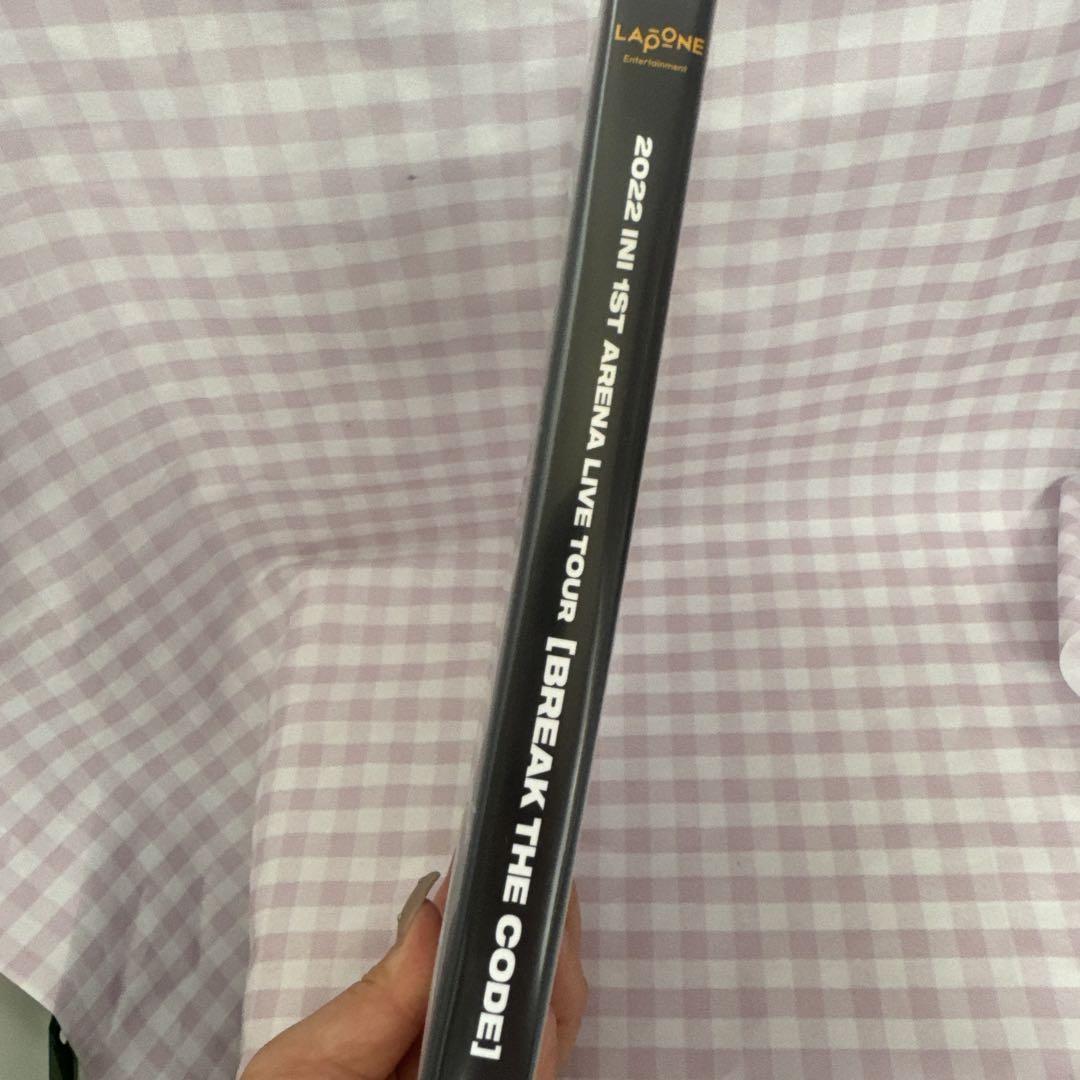 LAPONE
Entertainment
2022 INI 1ST ARENA LIVE TOUR [BREAK THE CODE]